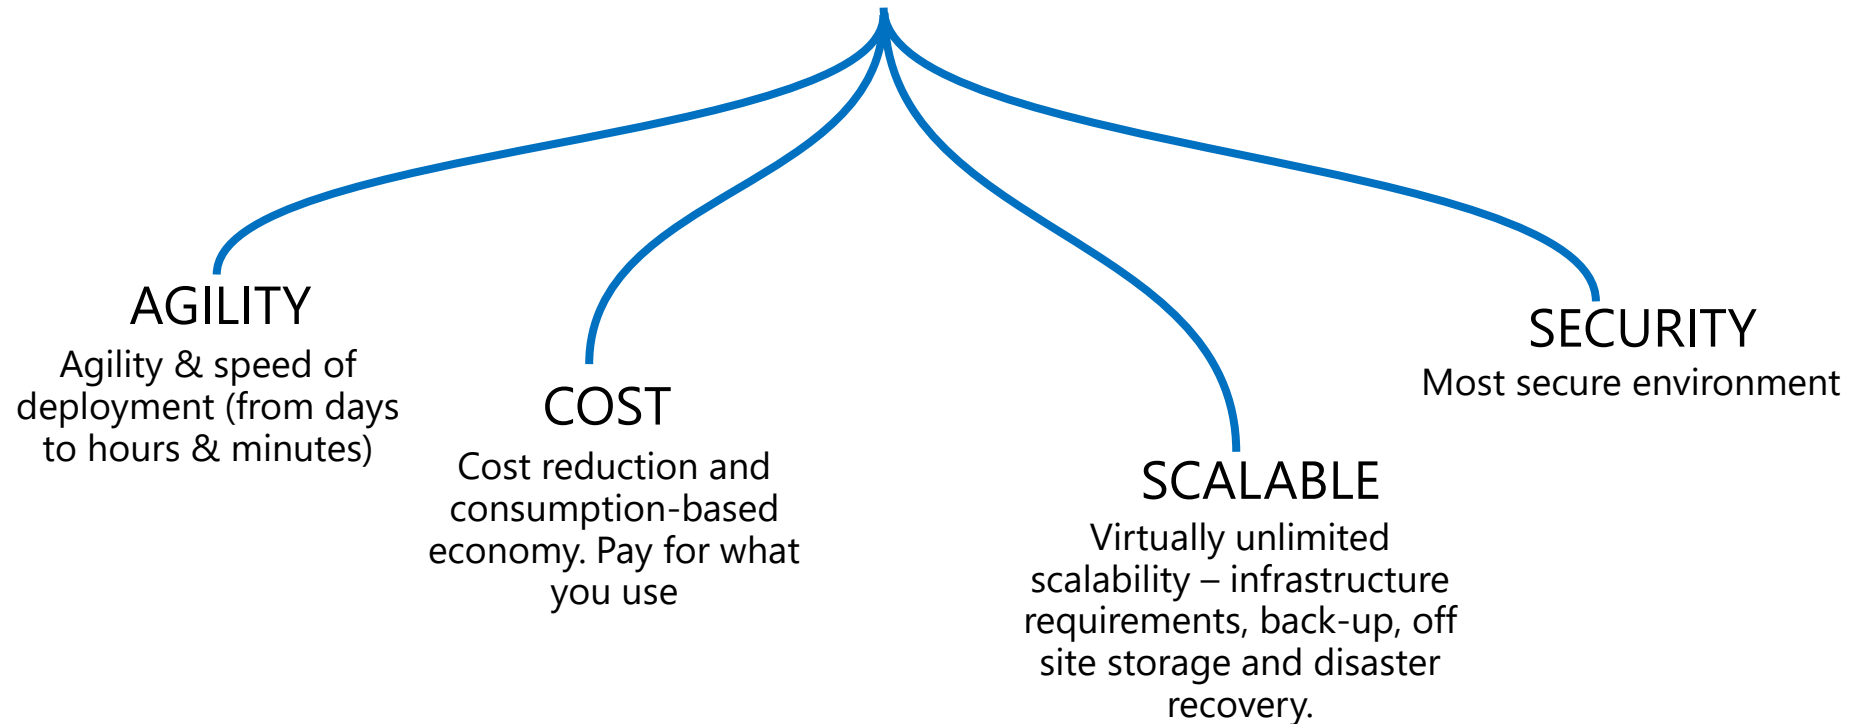 AGILITY
Agility & speed of
deployment (from days
to hours & minutes)
COST
Cost reduction and
consumption-based
economy. Pay for what
you use
SCALABLE
Virtually unlimited
scalability – infrastructure
requirements, back-up, off
site storage and disaster
recovery.
SECURITY
Most secure environment